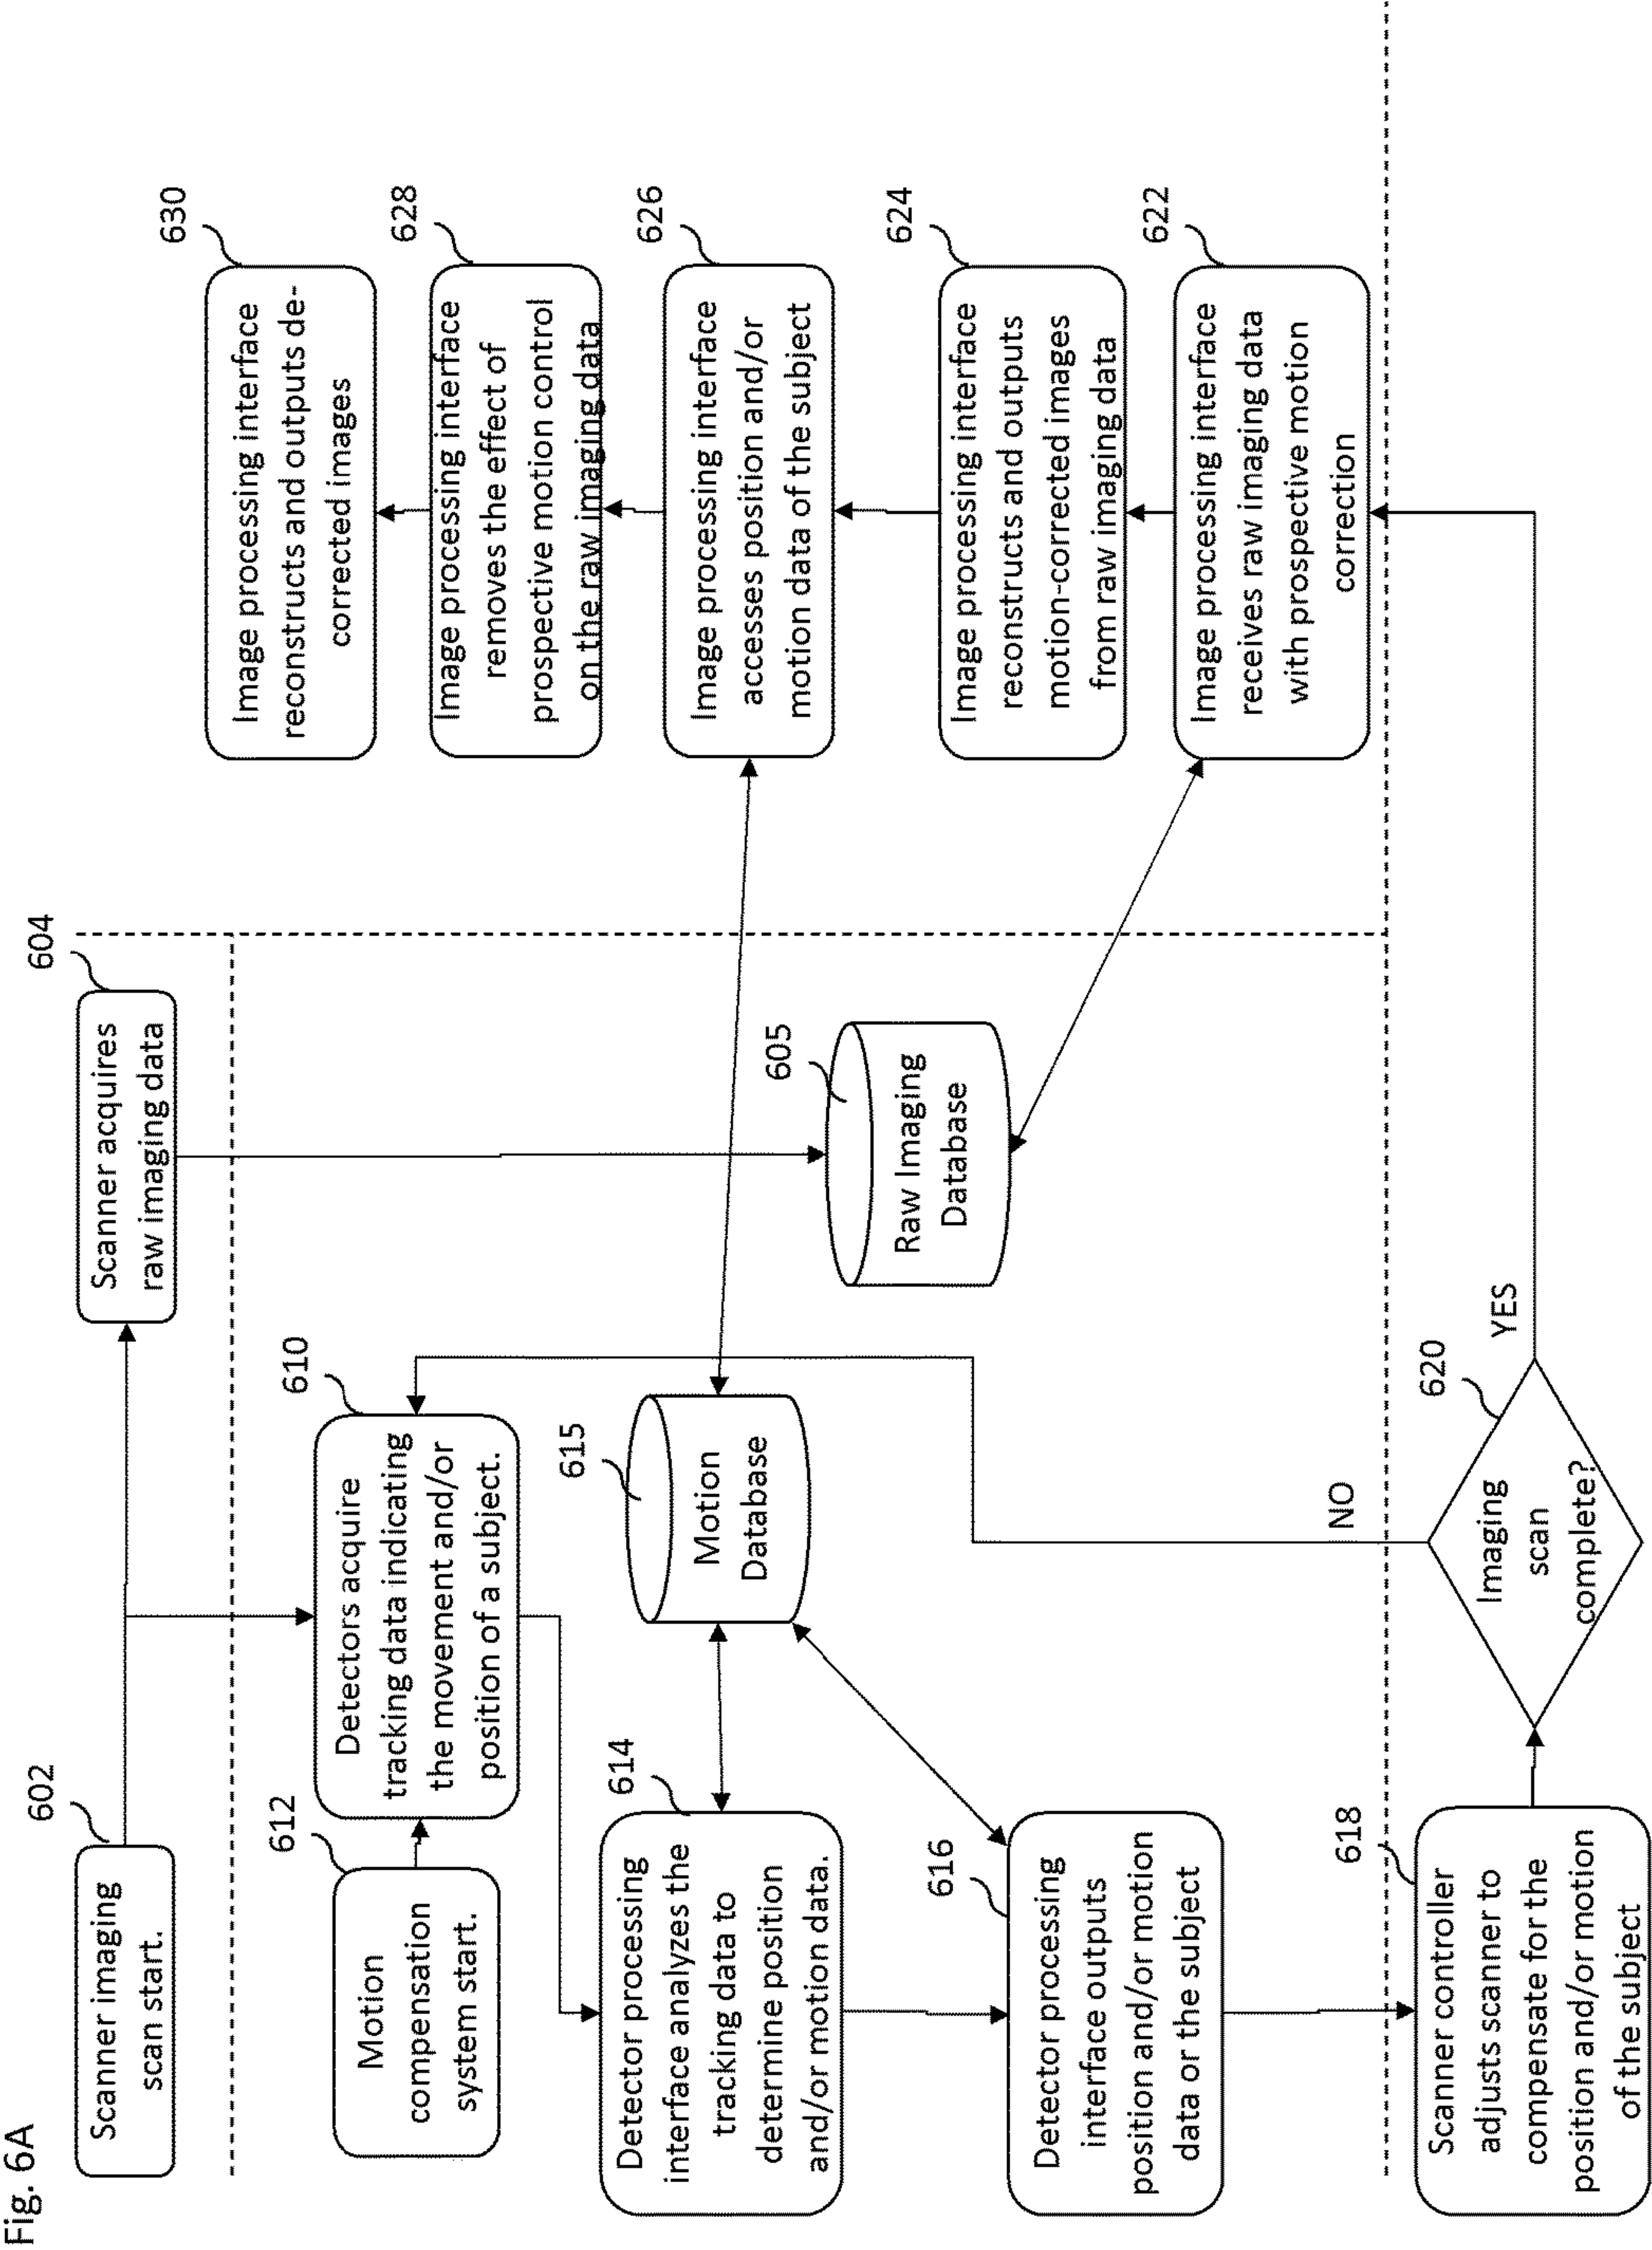 Fig. 6A
602
Scanner imaging
scan start.
604
Scanner acquires
raw imaging data
612
Motion
compensation
system start.
610
Detectors acquire
tracking data indicating
the movement and/or
position of a subject.
614
Detector processing
interface analyzes the
tracking data to
determine position
and/or motion data.
615
Motion
Database
605
Raw Imaging
Database
616
Detector processing
interface outputs
position and/or motion
data or the subject
618
Scanner controller
adjusts scanner to
compensate for the
position and/or motion
of the subject
620
Imaging
scan
complete?
NO
YES
630
Image processing interface
reconstructs and outputs de-
corrected images
628
Image processing interface
removes the effect of
prospective motion control
on the raw imaging data
626
Image processing interface
accesses position and/or
motion data of the subject
624
Image processing interface
reconstructs and outputs
motion-corrected images
from raw imaging data
622
Image processing interface
receives raw imaging data
with prospective motion
correction